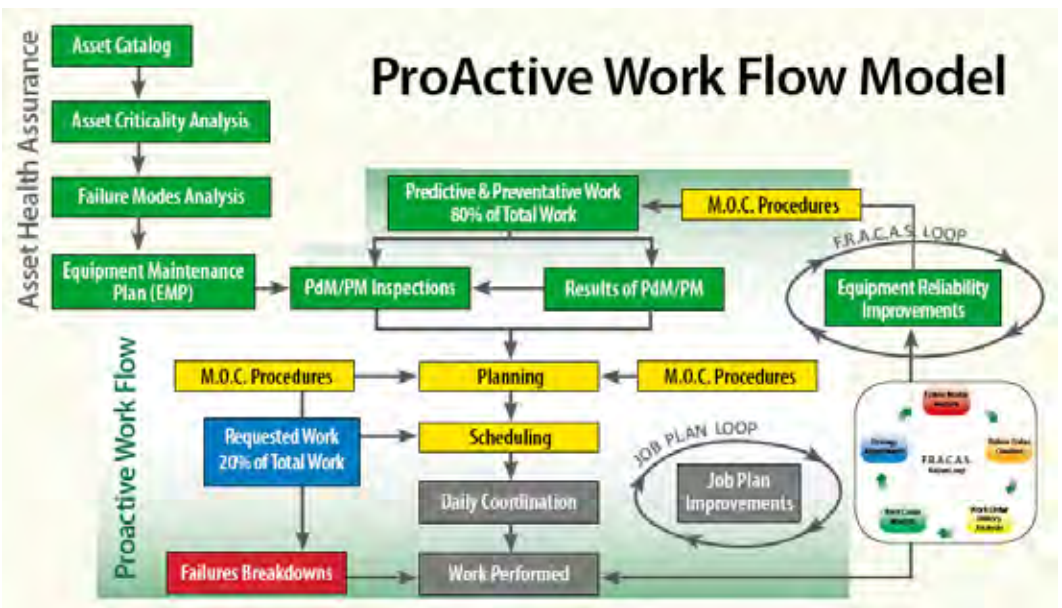 ProActive Work Flow Model
Asset Health Assurance
Asset Catalog
Asset Criticality Analysis
Failure Modes Analysis
Equipment Maintenance
Plan (EMP)
Predictive & Preventative Work
80% of Total Work
M.O.C. Procedures
F.R.A.C.A.S. LOOP
PdM/PM Inspections
Results of PdM/PM
Equipment Reliability
Improvements
Proactive Work Flow
M.O.C. Procedures
Planning
M.O.C. Procedures
Requested Work
20% of Total Work
Scheduling
JOB PLAN LOOP
Job Plan
Improvements
Daily Coordination
F.R.A.C.A.S.
Failures Breakdowns
Work Performed